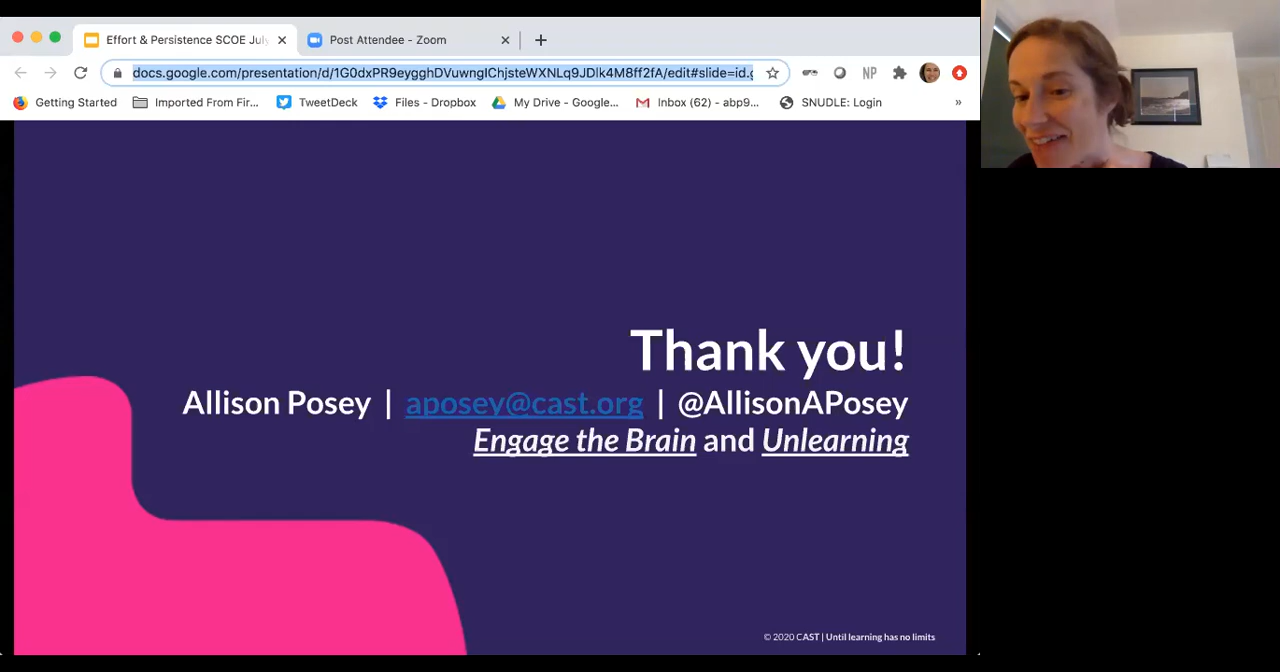 Effort & Persistence SCOE July
Post Attendee - Zoom
docs.google.com/presentation/d/1G0dxPR9eygghDVuwngIChjsteWXNLq9JDlk4M8ff2fA/edit#slide=id.g
NP
Getting Started
Imported From Fir...
TweetDeck
Files - Dropbox
My Drive - Google...
Inbox (62) - abp9...
SNUDLE: Login
»
Thank you!
Allison Posey | aposey@cast.org | @AllisonAPosey
Engage the Brain and Unlearning
© 2020 CAST | Until learning has no limits